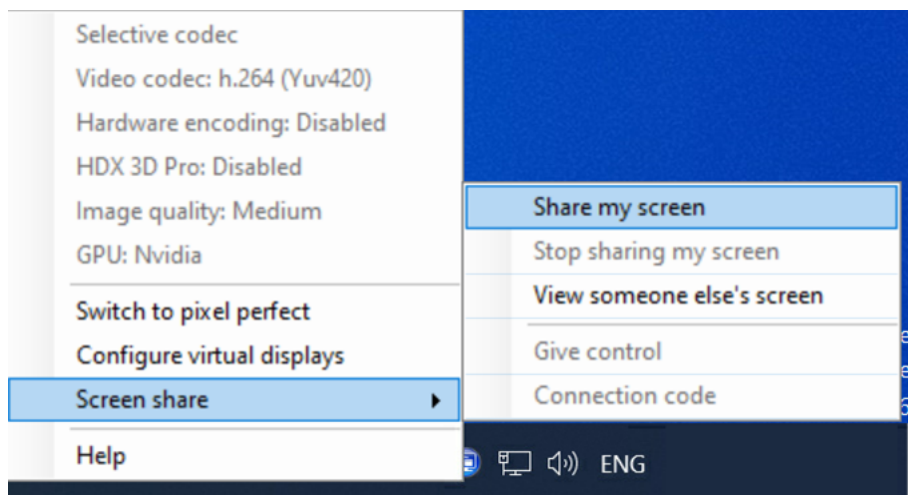 Selective codec
Video codec: h.264 (Yuv420)
Hardware encoding: Disabled
HDX 3D Pro: Disabled
Image quality: Medium
GPU: Nvidia
Switch to pixel perfect
Configure virtual displays
Screen share
Help
Share my screen
Stop sharing my screen
View someone else's screen
Give control
Connection code
ENG